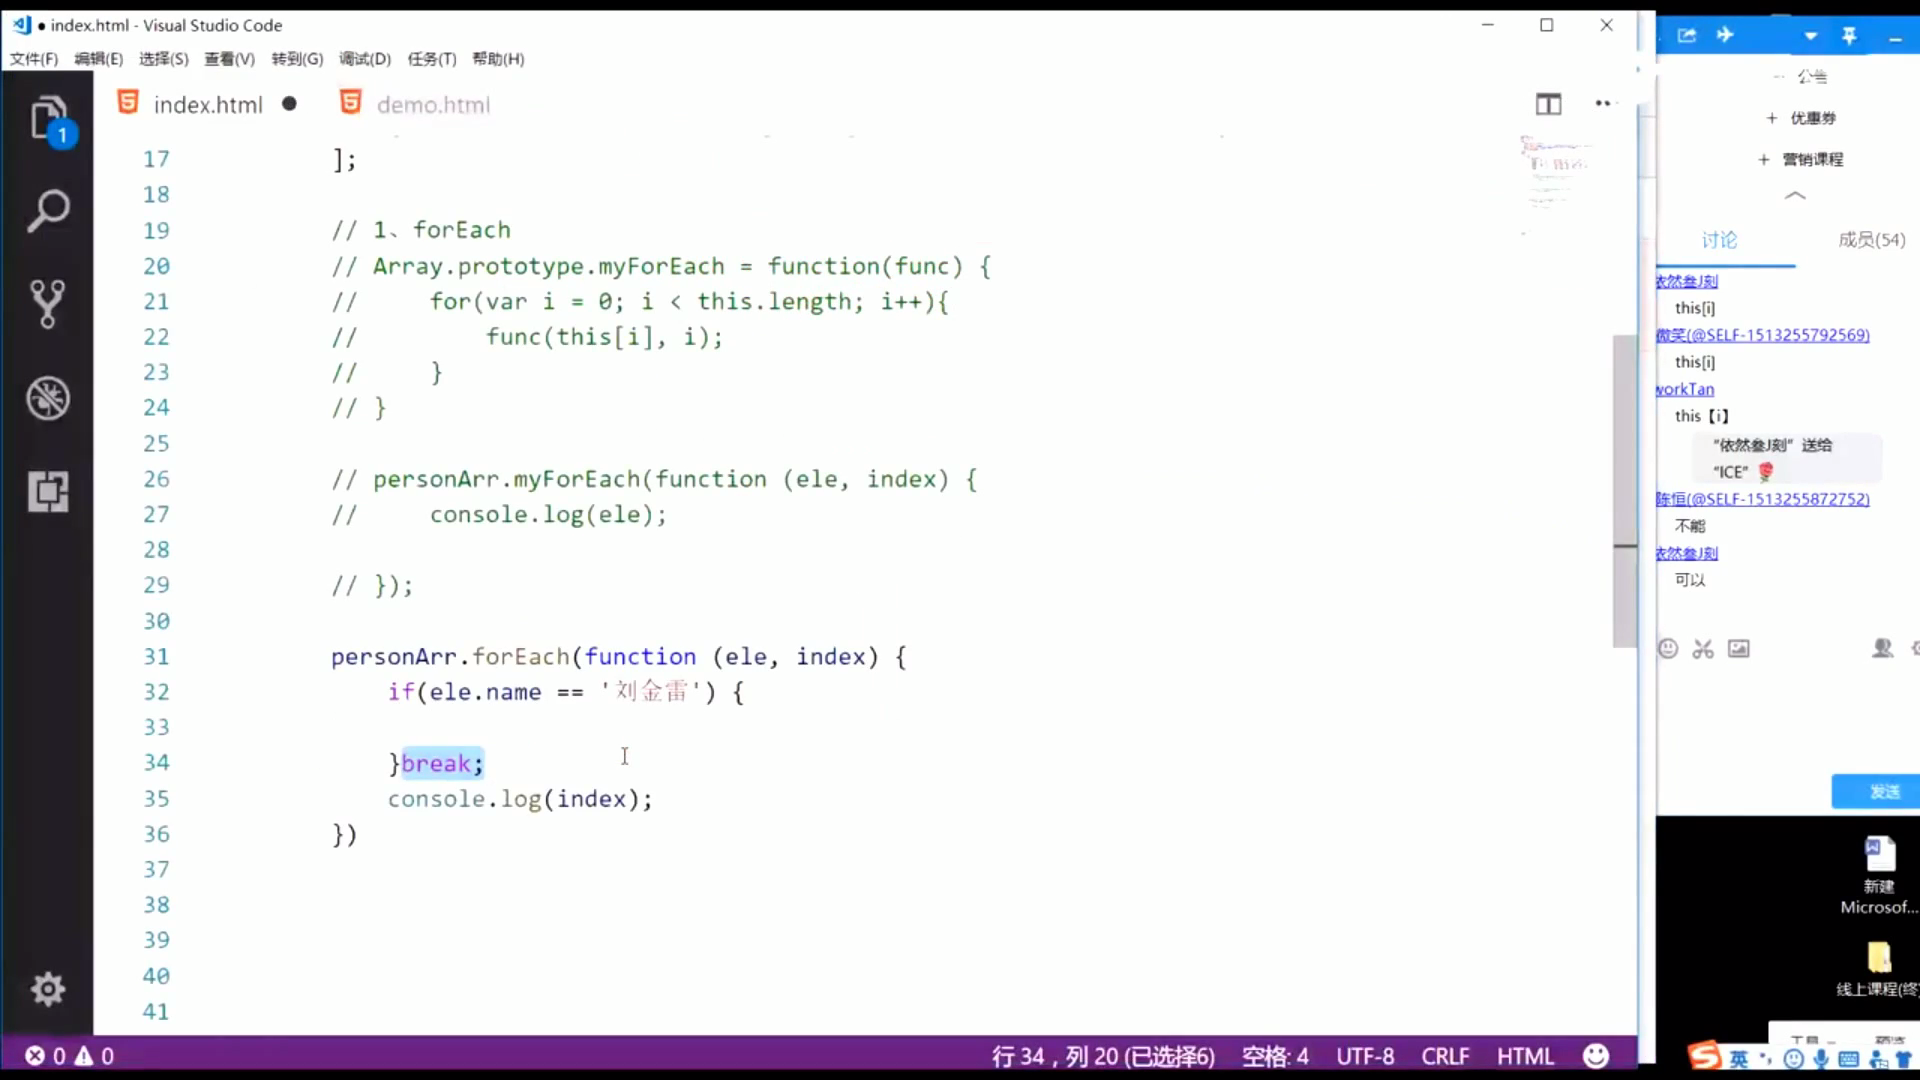 ● index.html - Visual Studio Code
文件(F) 编辑(E) 选择(S) 查看(V) 转到(G) 调试(D) 任务(T) 帮助(H)
index.html ●
demo.html
1
17 ];
18
19 // 1、forEach
20 // Array.prototype.myForEach = function(func) {
21 // for(var i = 0; i < this.length; i++){
22 // func(this[i], i);
23 // }
24 // }
25
26 // personArr.myForEach(function (ele, index) {
27 // console.log(ele);
28
29 // });
30
31 personArr.forEach(function (ele, index) {
32 if(ele.name == '刘金雷') {
33
34 }break;
35 console.log(index);
36 })
37
38
39
40
41
0 0
行 34，列 20 (已选择6) 空格: 4 UTF-8 CRLF HTML
公告
+ 优惠券
+ 营销课程
讨论 成员(54)
依然叁J刻
this[i]
微笑(@SELF-1513255792569)
this[i]
workTan
this【i】
“依然叁J刻” 送给
“ICE”
陈恒(@SELF-1513255872752)
不能
依然叁J刻
可以
发送
新建
Microsof...
线上课程(终
英